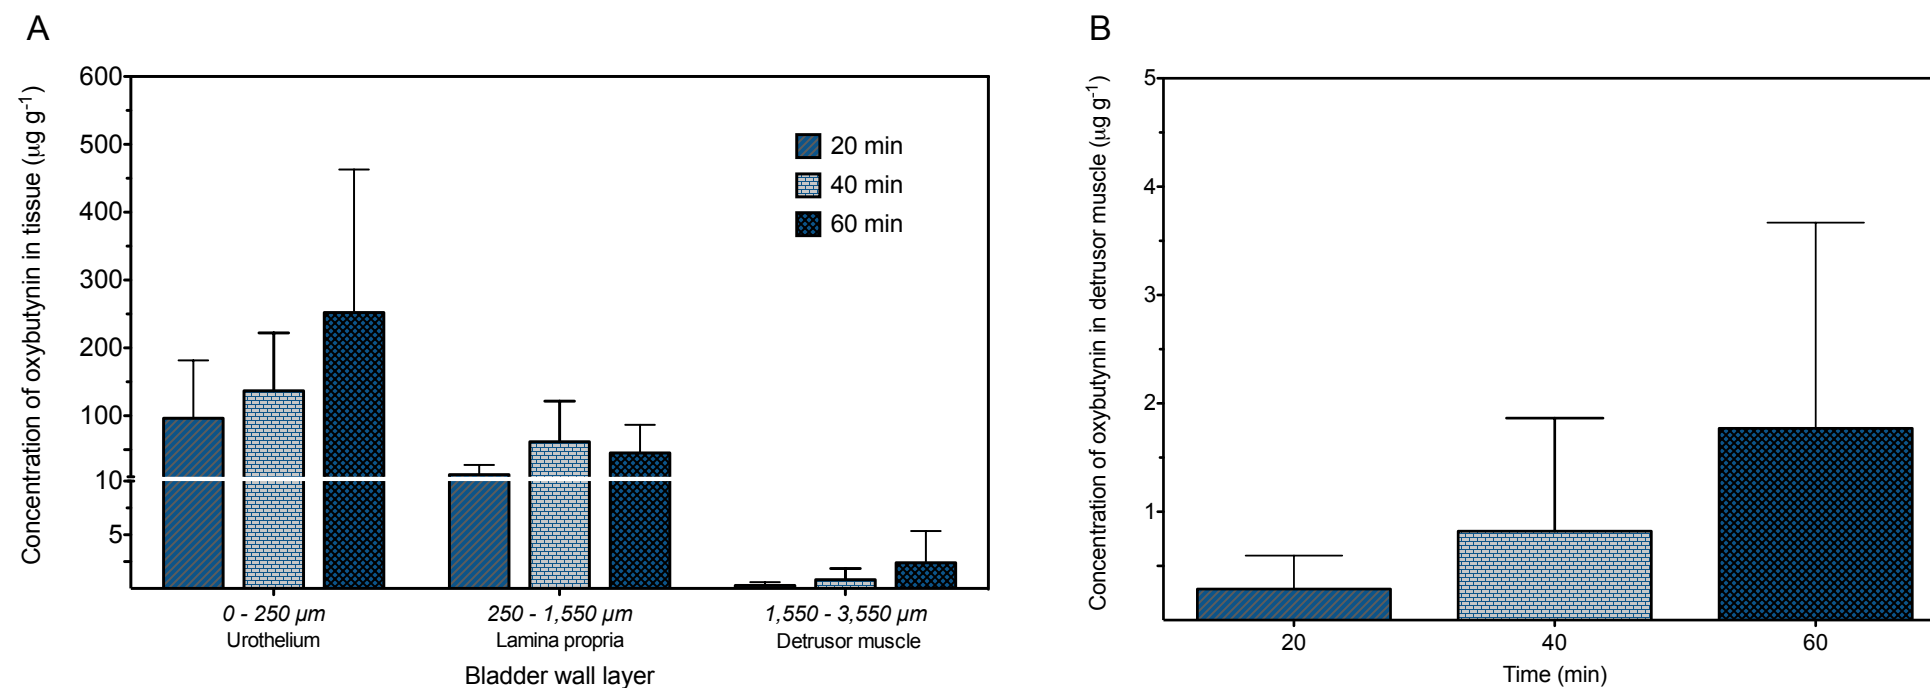 A
Concentration of oxybutynin in tissue (µg g-1)
600
500
400
300
200
100
10
5
20 min
40 min
60 min
0 - 250 µm
250 - 1,550 µm
1,550 - 3,550 µm
Urothelium
Lamina propria
Detrusor muscle
Bladder wall layer
B
Concentration of oxybutynin in detrusor muscle (µg g-1)
5
4
3
2
1
20
40
60
Time (min)